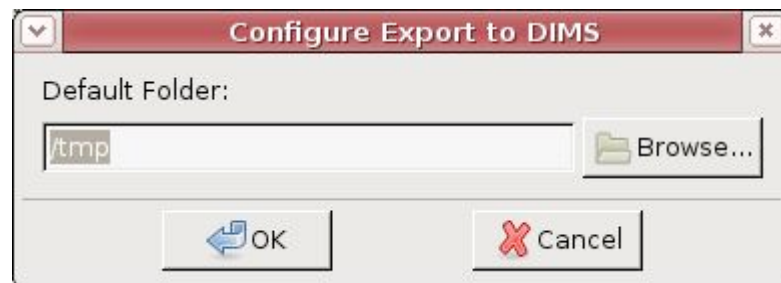 Configure Export to DIMS
Default Folder:
/tmp
Browse...
OK
Cancel